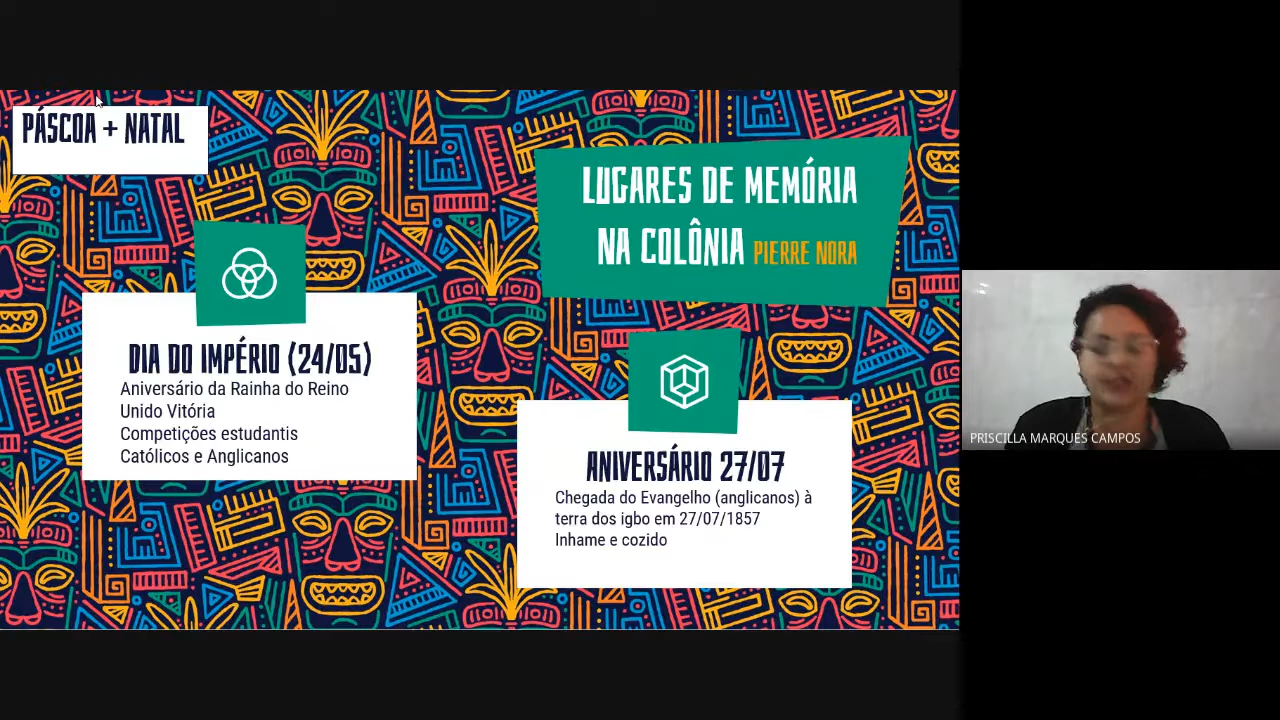 PÁSCOA + NATAL
LUGARES DE MEMÓRIA
NA COLÔNIA PIERRE NORA
DIA DO IMPÉRIO (24/05)
Aniversário da Rainha do Reino
Unido Vitória
Competições estudantis
Católicos e Anglicanos
ANIVERSÁRIO 27/07
Chegada do Evangelho (anglicanos) à
terra dos igbo em 27/07/1857
Inhame e cozido
PRISCILLA MARQUES CAMPOS